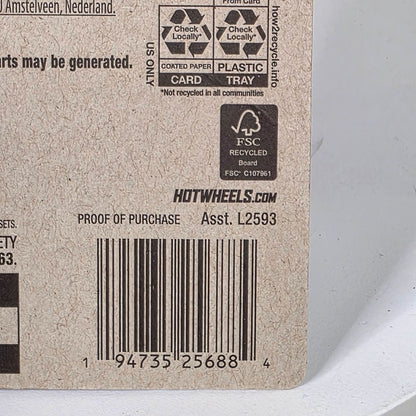 J Amstelveen, Nederland.
arts may be generated.
US ONLY
From Card
Check Locally*
Check Locally*
COATED PAPER
PLASTIC
CARD
TRAY
*Not recycled in all communities
how2recycle.info
FSC
RECYCLED
Board
FSC® C107961
HOTWHEELS.COM
PROOF OF PURCHASE Asst. L2593
SETS.
ETY
63.
1 94735 25688 4